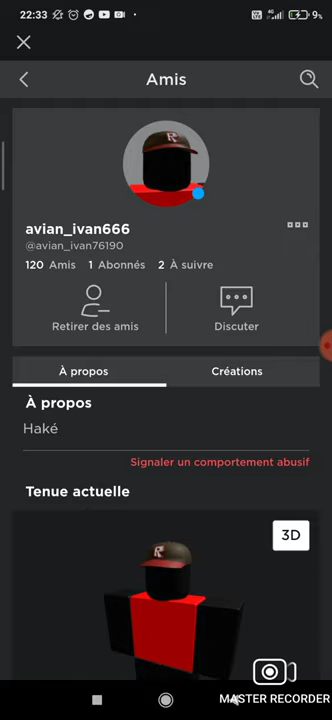 22:33 4G 9%
Amis
avian_ivan666
@avian_ivan76190
120 Amis 1 Abonnés 2 À suivre
Retirer des amis Discuter
À propos Créations
À propos
Haké
Signaler un comportement abusif
Tenue actuelle
3D
MASTER RECORDER